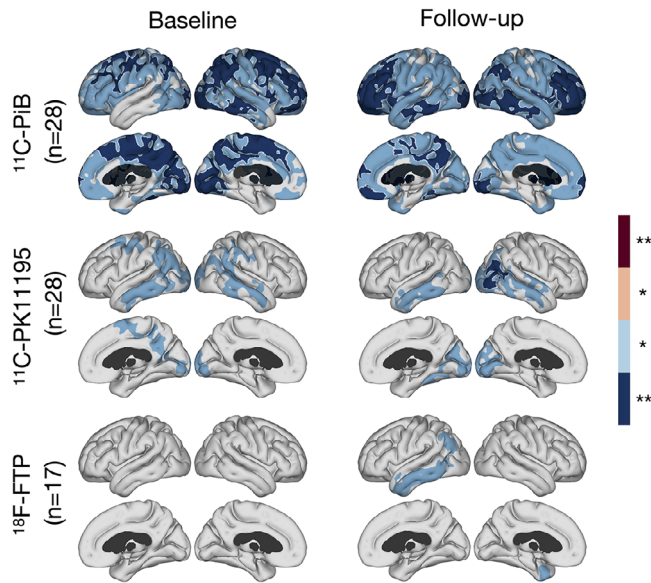 Baseline
Follow-up
¹¹C-PiB
(n=28)
¹¹C-PK11195
(n=28)
¹⁸F-FTP
(n=17)
**
*
*
**